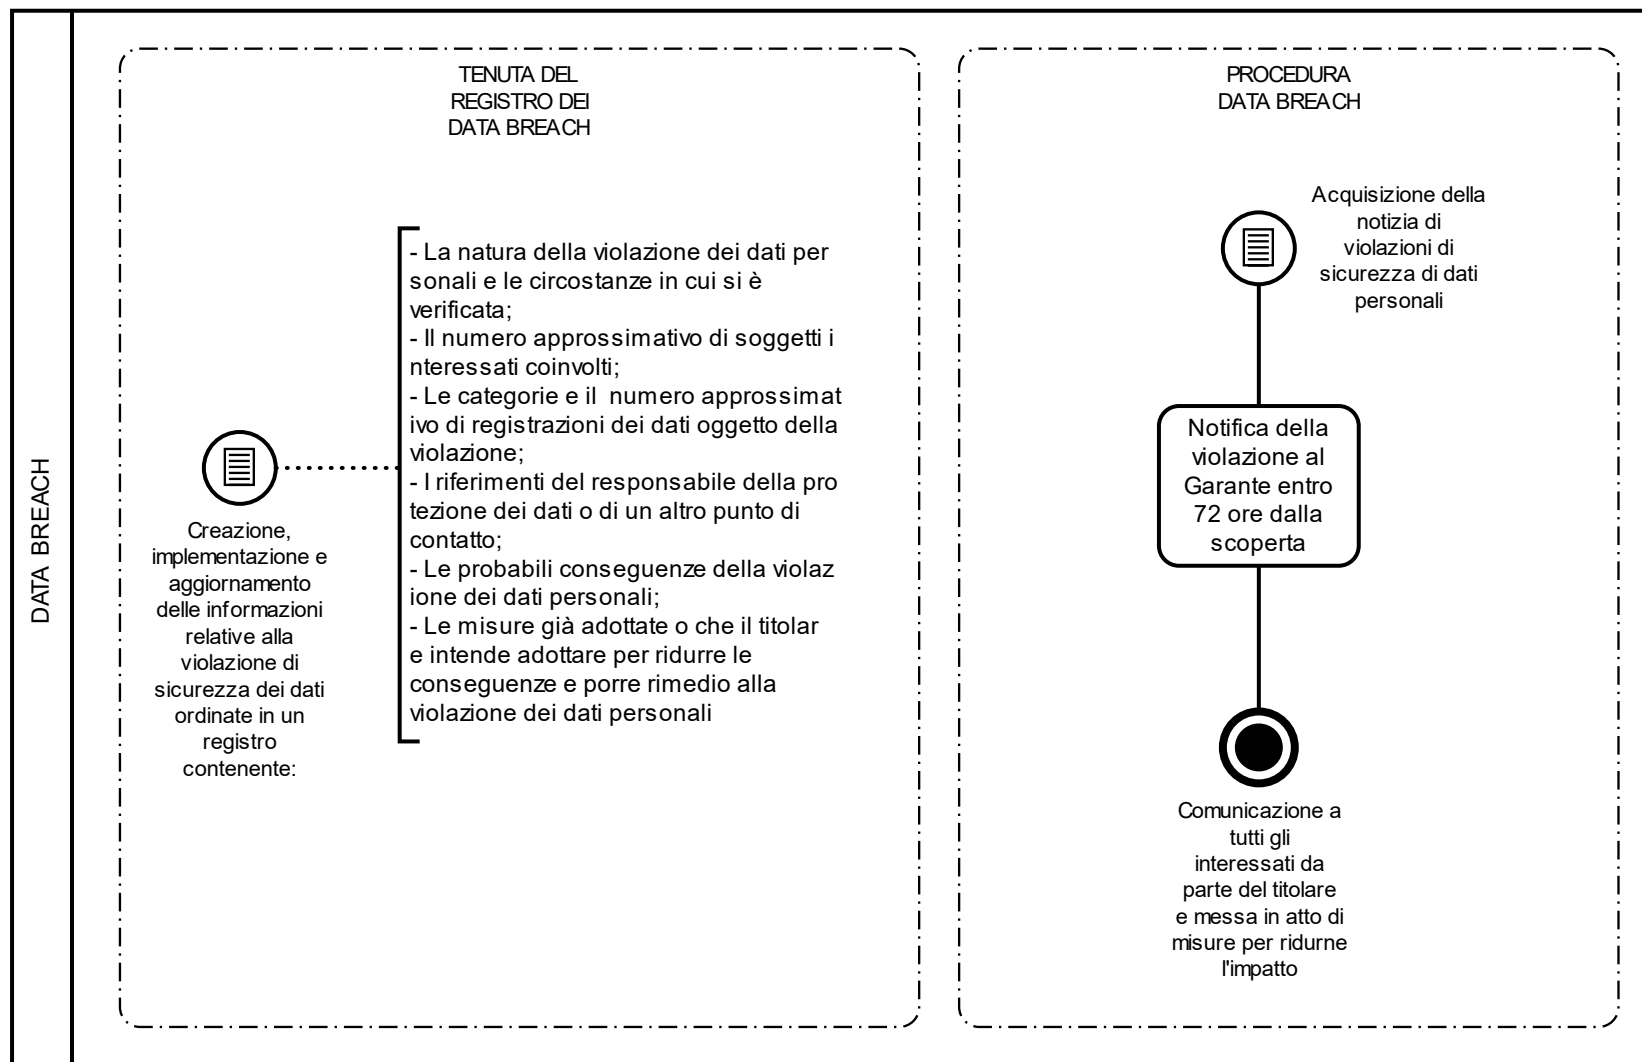 DATA BREACH
TENUTA DEL
REGISTRO DEI
DATA BREACH
Creazione,
implementazione e
aggiornamento
delle informazioni
relative alla
violazione di
sicurezza dei dati
ordinate in un
registro
contenente:
- La natura della violazione dei dati per
sonali e le circostanze in cui si è
verificata;
- Il numero approssimativo di soggetti i
nteressati coinvolti;
- Le categorie e il numero approssimat
ivo di registrazioni dei dati oggetto della
violazione;
- I riferimenti del responsabile della pro
tezione dei dati o di un altro punto di
contatto;
- Le probabili conseguenze della violaz
ione dei dati personali;
- Le misure già adottate o che il titolar
e intende adottare per ridurre le
conseguenze e porre rimedio alla
violazione dei dati personali
PROCEDURA
DATA BREACH
Acquisizione della
notizia di
violazioni di
sicurezza di dati
personali
Notifica della
violazione al
Garante entro
72 ore dalla
scoperta
Comunicazione a
tutti gli
interessati da
parte del titolare
e messa in atto di
misure per ridurne
l'impatto